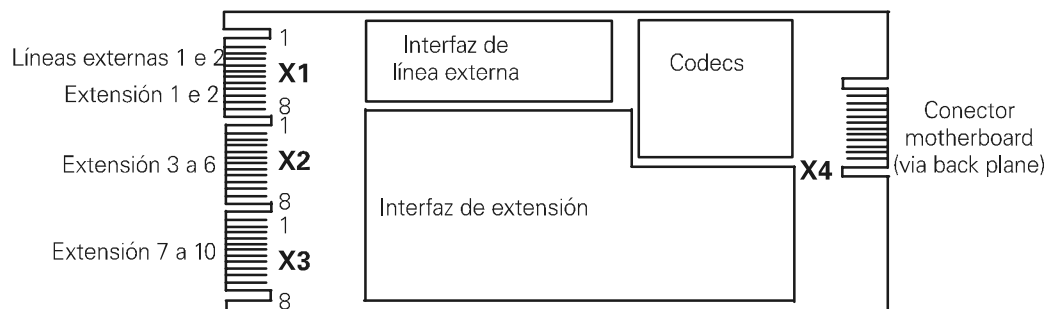 Líneas externas 1 e 2
Extensión 1 e 2
1
X1
8
Extensión 3 a 6
1
X2
8
Extensión 7 a 10
1
X3
8
Interfaz de
línea externa
Codecs
Interfaz de extensión
X4
Conector
motherboard
(via back plane)